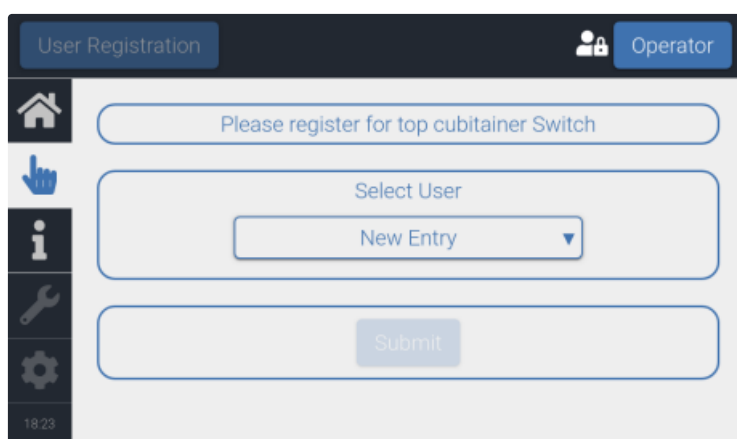 User Registration
Operator
Please register for top cubitainer Switch
Select User
New Entry
Submit
18:23